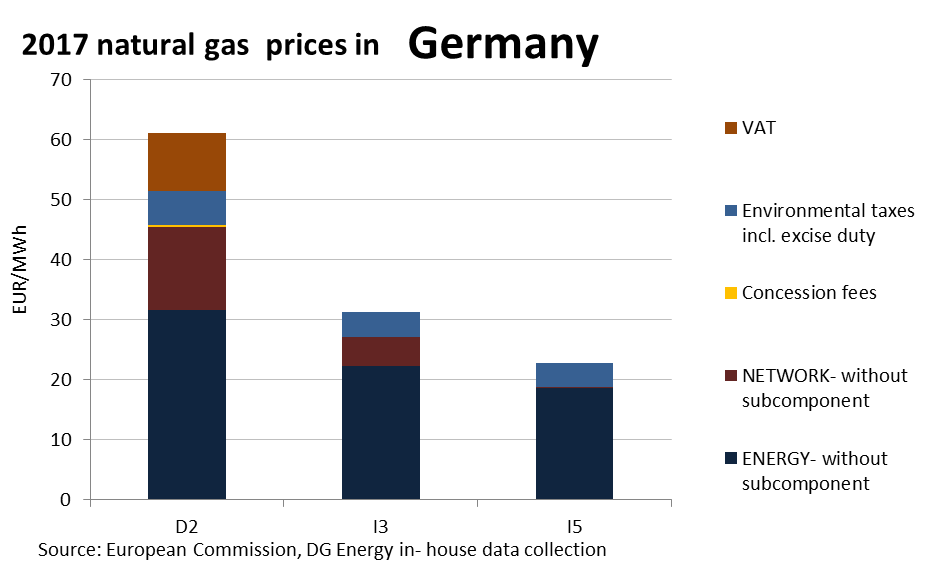 2017 natural gas prices in Germany
70
60
50
40
30
20
10
0
EUR/MWh
D2
I3
I5
VAT
Environmental taxes
incl. excise duty
Concession fees
NETWORK- without
subcomponent
ENERGY- without
subcomponent
Source: European Commission, DG Energy in- house data collection